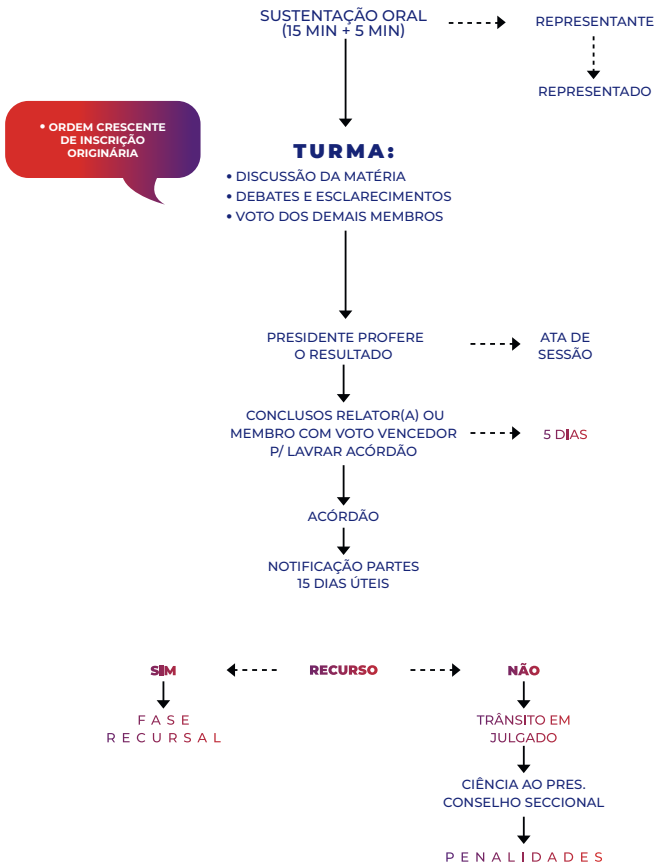 SUSTENTAÇÃO ORAL
(15 MIN + 5 MIN)
REPRESENTANTE
REPRESENTADO
• ORDEM CRESCENTE
DE INSCRIÇÃO
ORIGINÁRIA
TURMA:
• DISCUSSÃO DA MATÉRIA
• DEBATES E ESCLARECIMENTOS
• VOTO DOS DEMAIS MEMBROS
PRESIDENTE PROFERE
O RESULTADO
ATA DE
SESSÃO
CONCLUSOS RELATOR(A) OU
MEMBRO COM VOTO VENCEDOR
P/ LAVRAR ACÓRDÃO
5 DIAS
ACÓRDÃO
NOTIFICAÇÃO PARTES
15 DIAS ÚTEIS
SIM
RECURSO
NÃO
FASE
RECURSAL
TRÂNSITO EM
JULGADO
CIÊNCIA AO PRES.
CONSELHO SECCIONAL
PENALIDADES